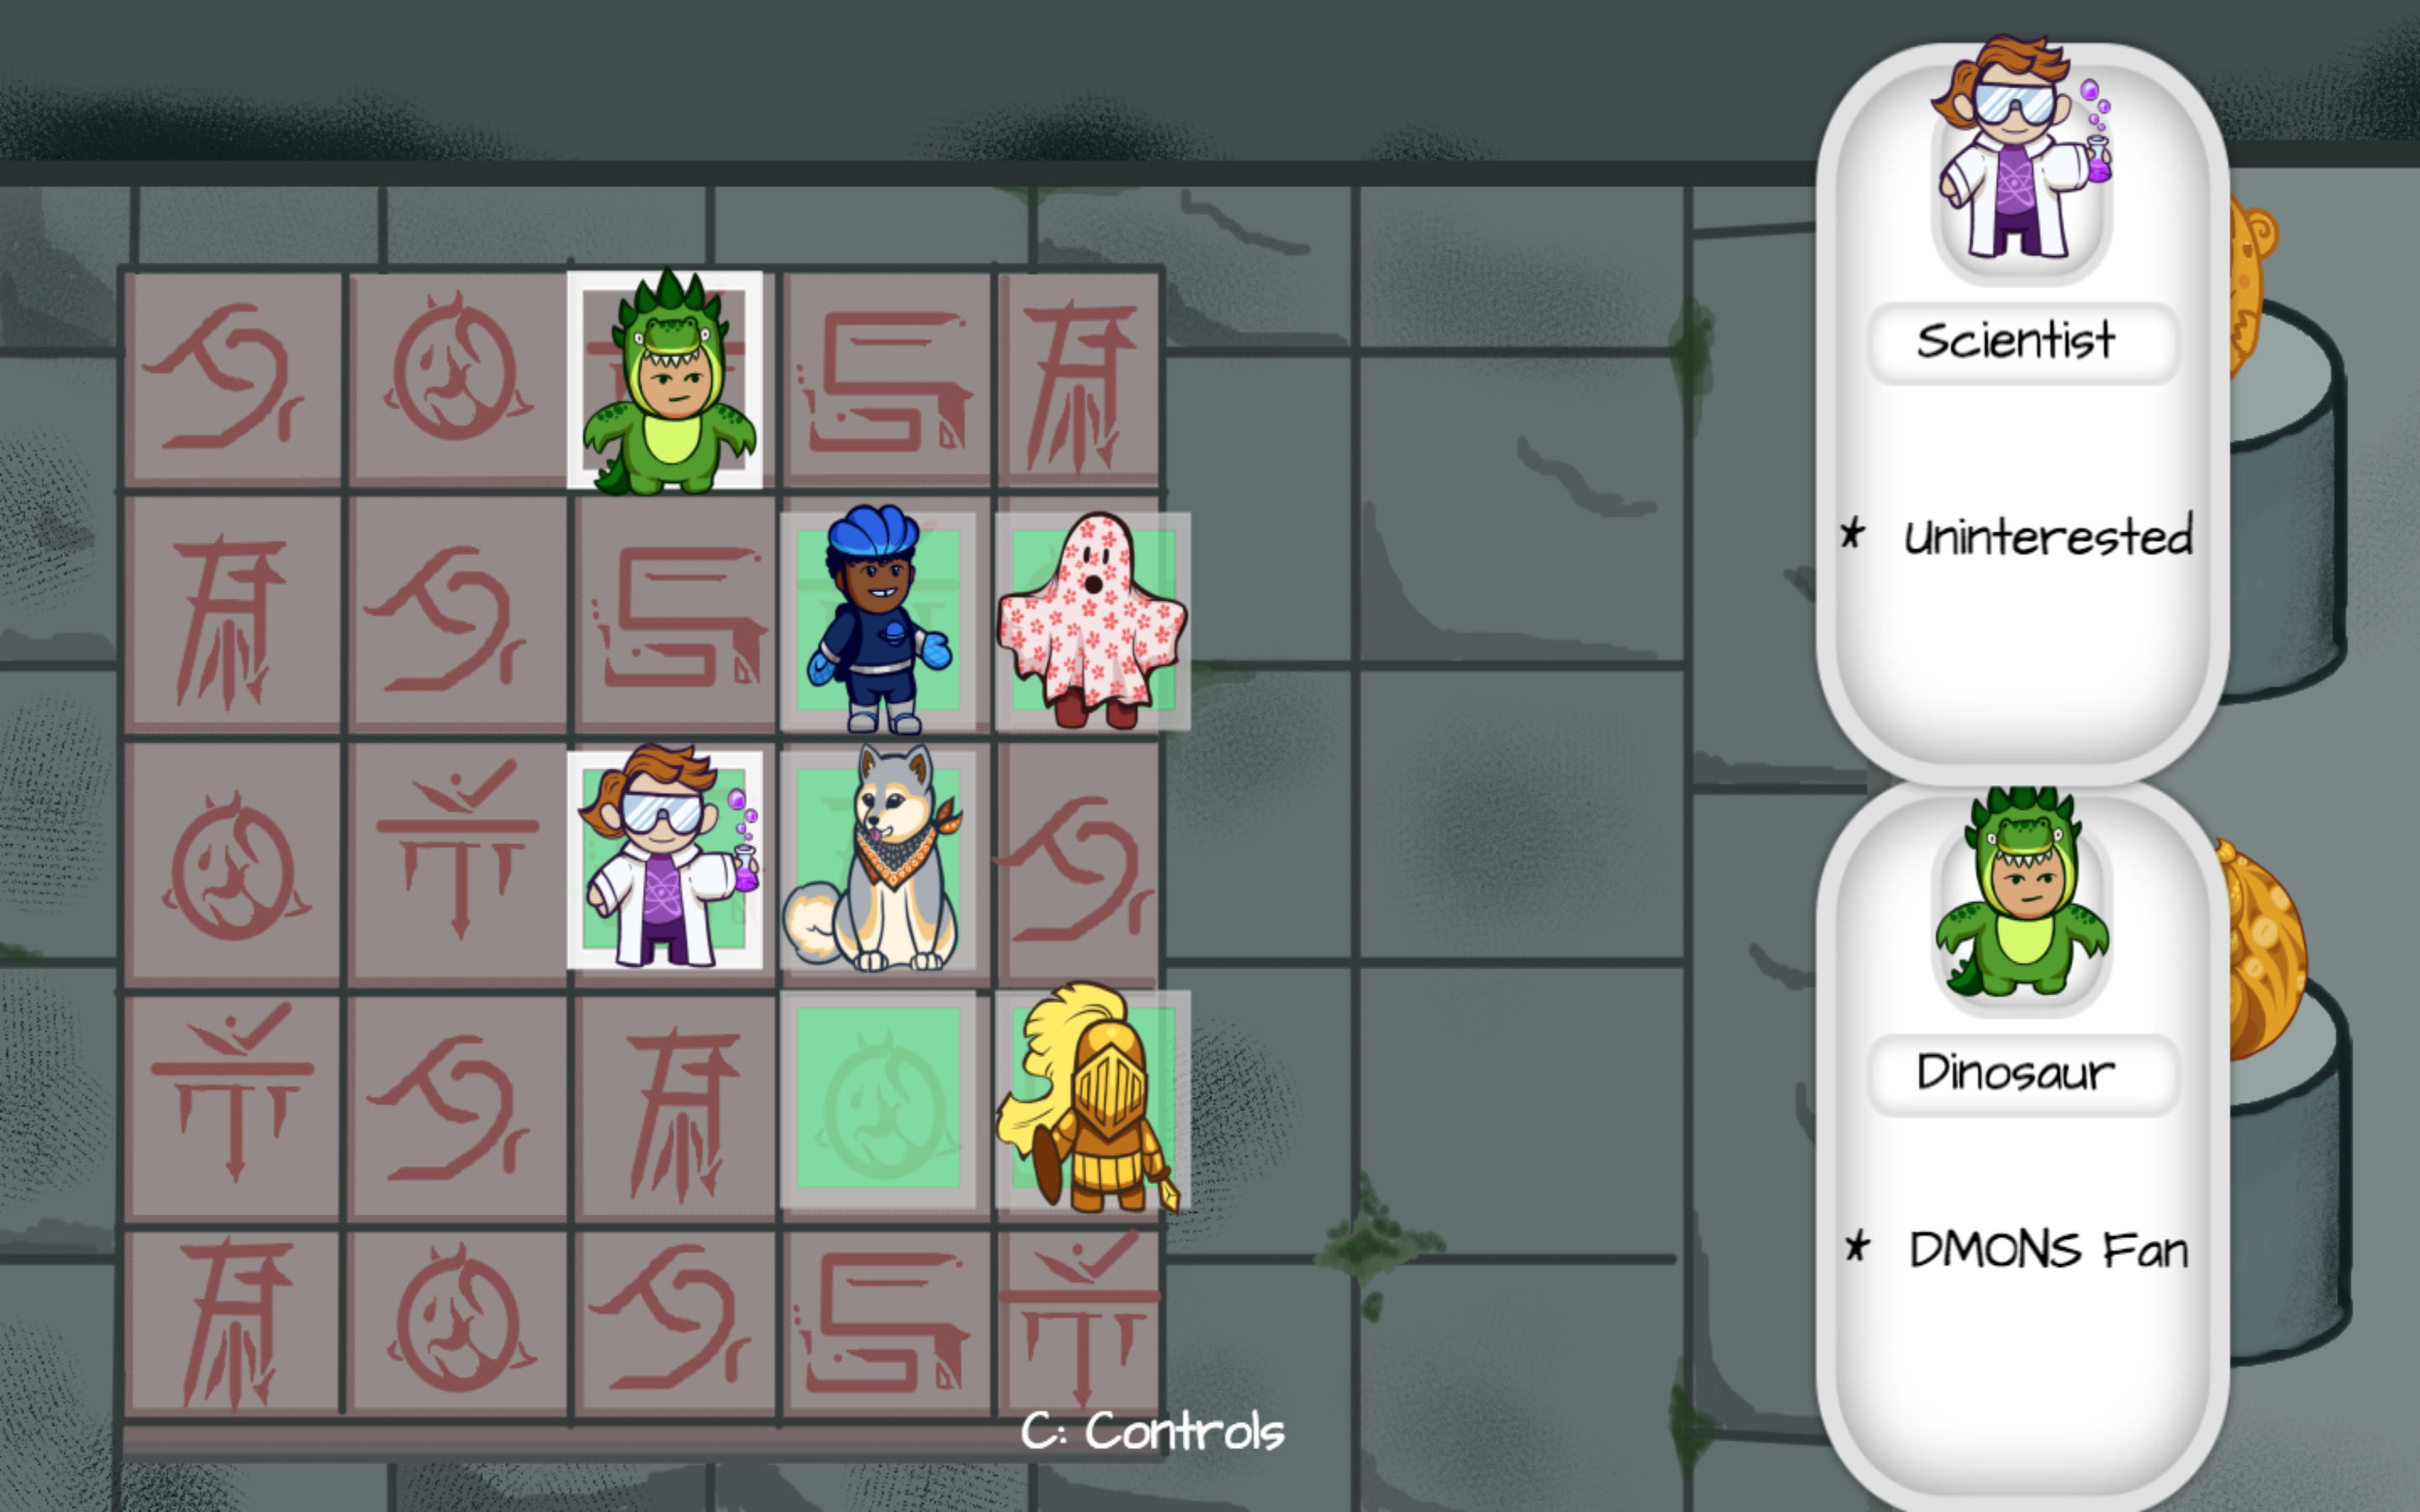 Scientist
* Uninterested
Dinosaur
* DMONS Fan
C: Controls